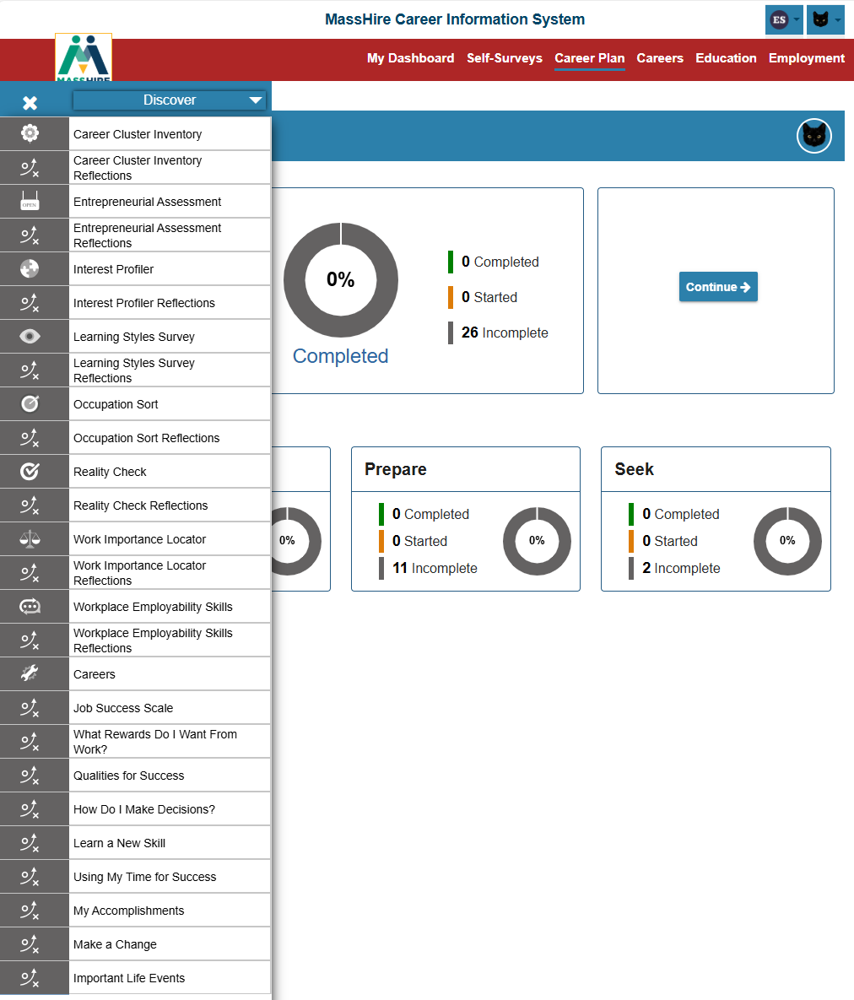 MassHire Career Information System
ES
MASSHIRE
My Dashboard Self-Surveys Career Plan Careers Education Employment
Discover
Career Cluster Inventory
Career Cluster Inventory
Reflections
OPEN
Entrepreneurial Assessment
Entrepreneurial Assessment
Reflections
Interest Profiler
Interest Profiler Reflections
Learning Styles Survey
Learning Styles Survey
Reflections
Occupation Sort
Occupation Sort Reflections
Reality Check
Reality Check Reflections
Work Importance Locator
Work Importance Locator
Reflections
Workplace Employability Skills
Workplace Employability Skills
Reflections
Careers
Job Success Scale
What Rewards Do I Want From
Work?
Qualities for Success
How Do I Make Decisions?
Learn a New Skill
Using My Time for Success
My Accomplishments
Make a Change
Important Life Events
0%
Completed
0 Completed
0 Started
26 Incomplete
Continue
0%
Prepare
0 Completed
0 Started
11 Incomplete
0%
Seek
0 Completed
0 Started
2 Incomplete
0%